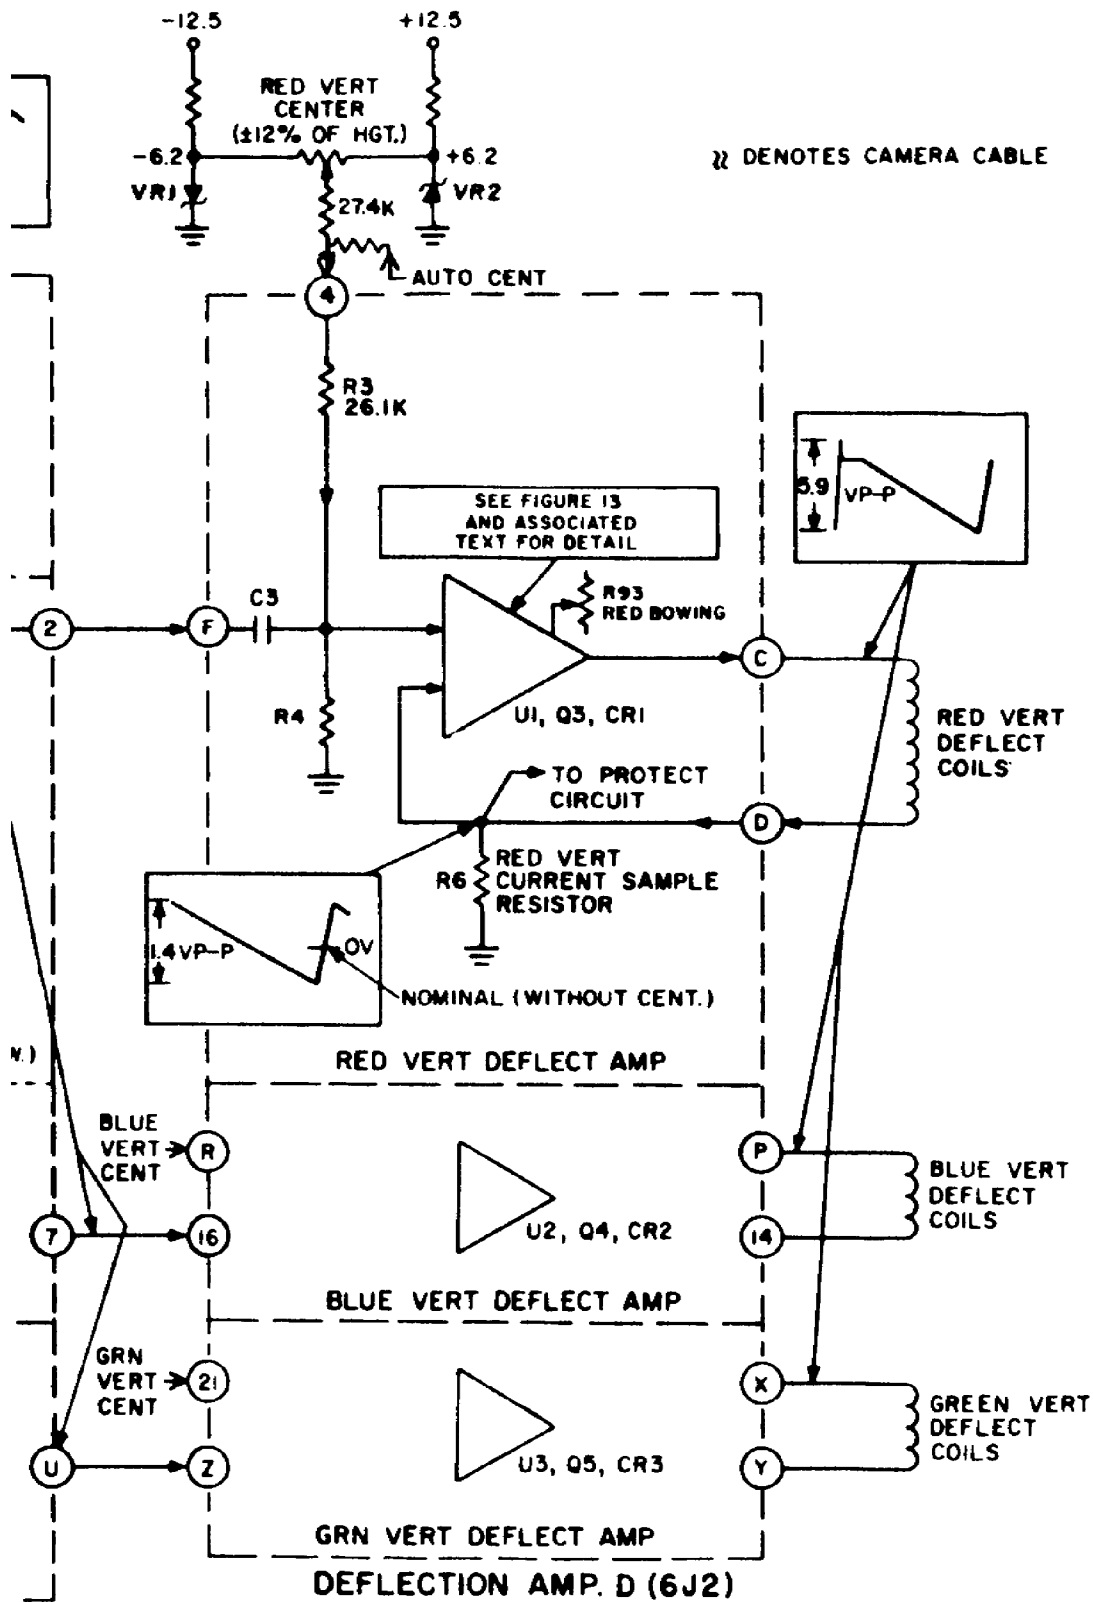 -12.5
+12.5
RED VERT
CENTER
(±12% OF HGT.)
-6.2
+6.2
VR1
VR2
DENOTES CAMERA CABLE
27.4K
AUTO CENT
4
R3
26.1K
SEE FIGURE 13
AND ASSOCIATED
TEXT FOR DETAIL
5.9
VP-P
C3
R93
RED BOWING
2
F
C
R4
U1, Q3, CR1
RED VERT
DEFLECT
COILS
TO PROTECT
CIRCUIT
D
R6
RED VERT
CURRENT SAMPLE
RESISTOR
1.4VP-P
OV
NOMINAL (WITHOUT CENT.)
RED VERT DEFLECT AMP
BLUE
VERT
CENT
R
P
7
16
U2, Q4, CR2
14
BLUE VERT
DEFLECT
COILS
BLUE VERT DEFLECT AMP
GRN
VERT
CENT
21
X
U
Z
U3, Q5, CR3
Y
GREEN VERT
DEFLECT
COILS
GRN VERT DEFLECT AMP
DEFLECTION AMP. D (6J2)